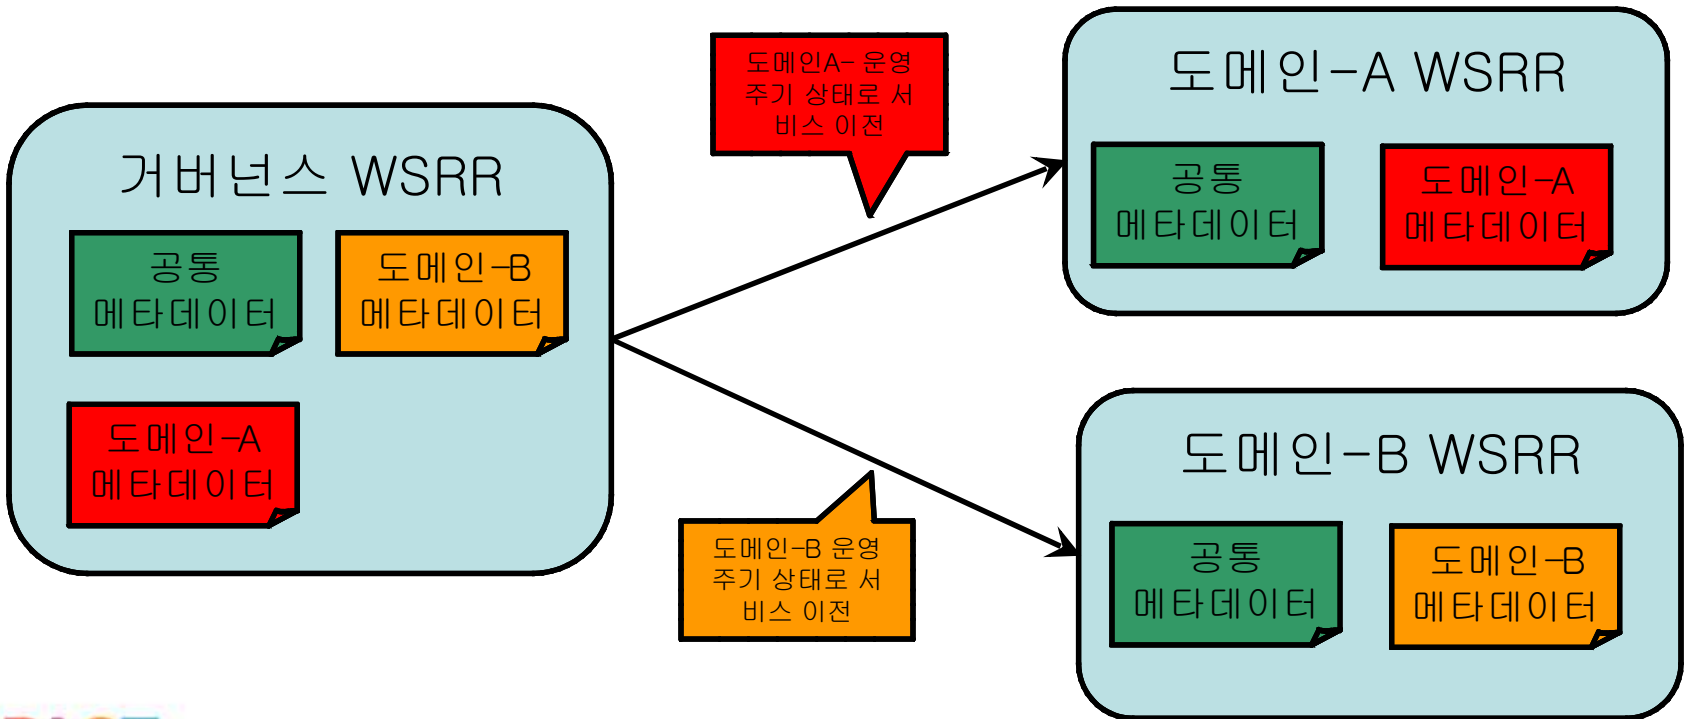 거버넌스 WSRR
공통
메타데이터
도메인-B
메타데이터
도메인-A
메타데이터
도메인A- 운영
주기 상태로 서
비스 이전
도메인-B 운영
주기 상태로 서
비스 이전
도메인-A WSRR
공통
메타데이터
도메인-A
메타데이터
도메인-B WSRR
공통
메타데이터
도메인-B
메타데이터